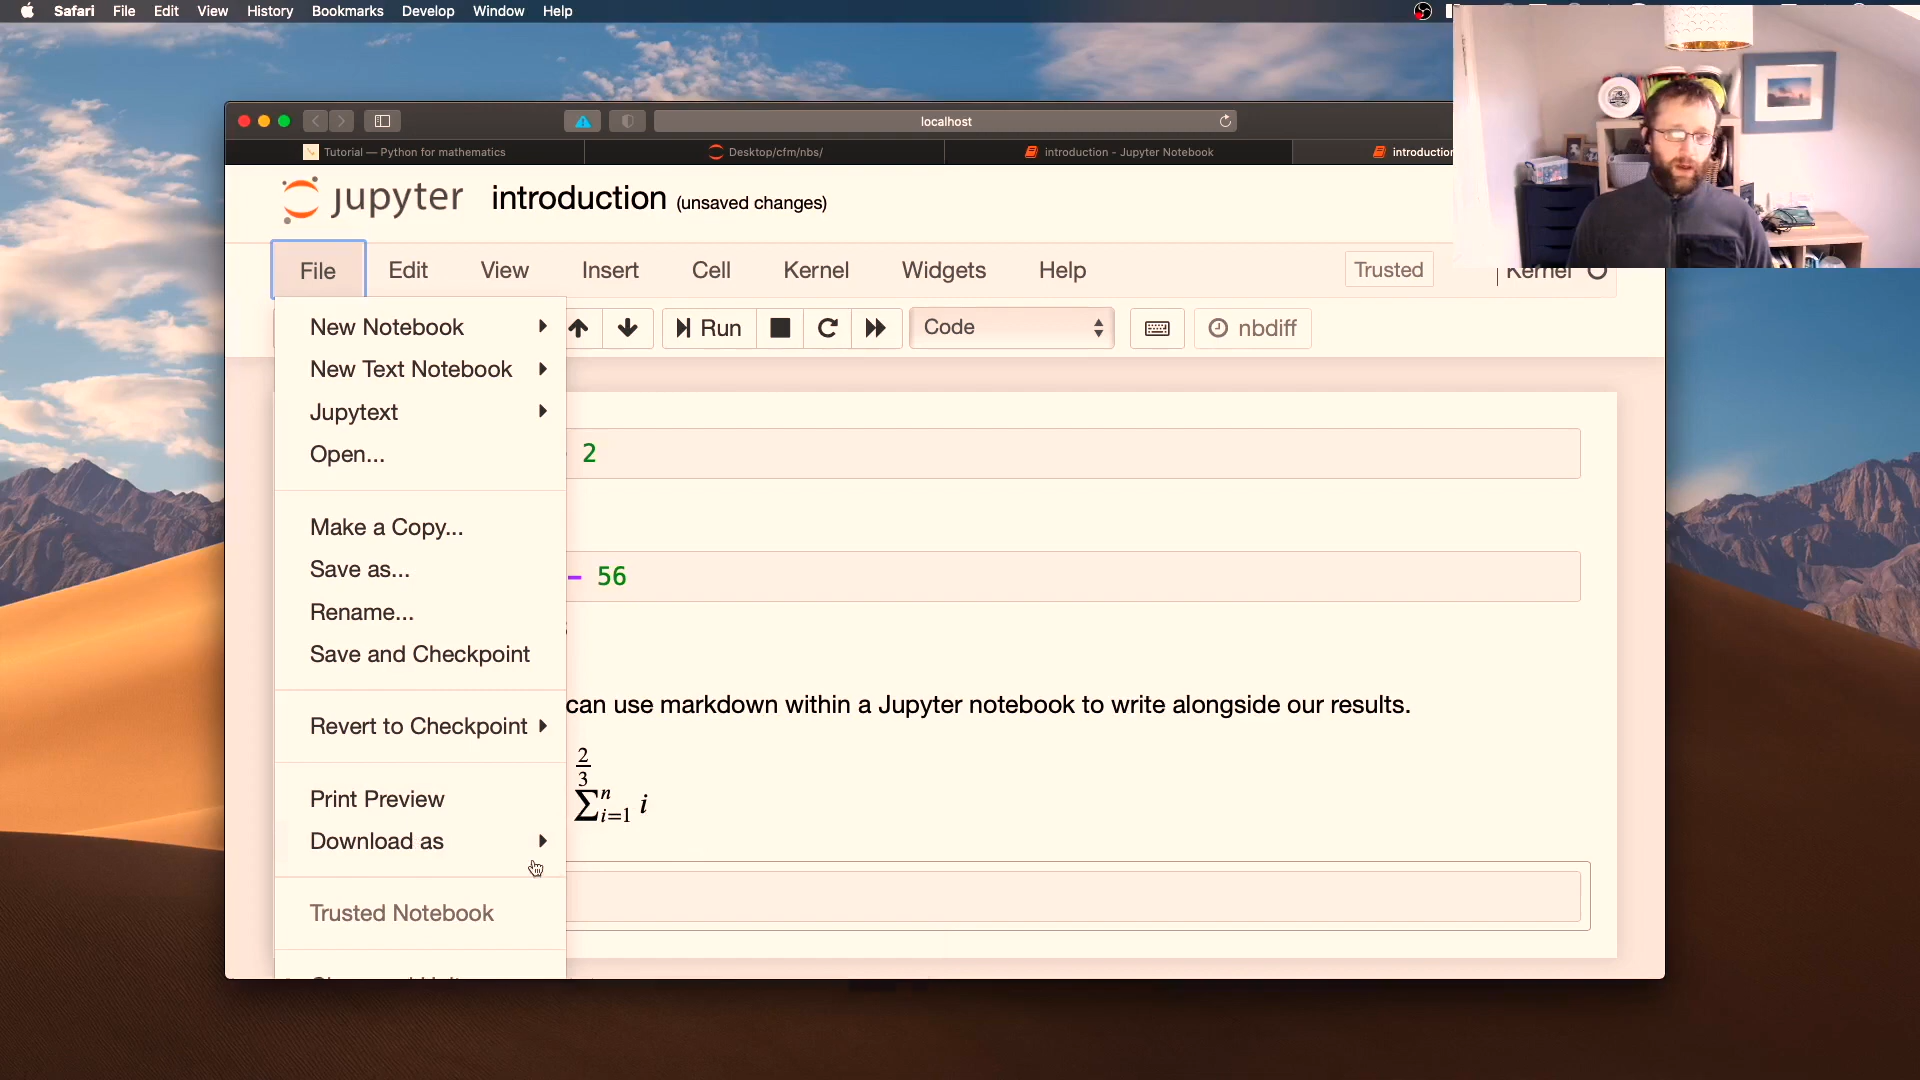 Safari File Edit View History Bookmarks Develop Window Help
localhost
Tutorial — Python for mathematics
Desktop/cfm/nbs/
introduction - Jupyter Notebook
introduction
jupyter introduction (unsaved changes)
File Edit View Insert Cell Kernel Widgets Help Trusted Kernel
Run Code nbdiff
New Notebook
New Text Notebook
Jupytext
Open...
Make a Copy...
Save as...
Rename...
Save and Checkpoint
Revert to Checkpoint
Print Preview
Download as
Trusted Notebook
2
- 56
can use markdown within a Jupyter notebook to write alongside our results.
2
3
∑ⁿᵢ₌₁ i